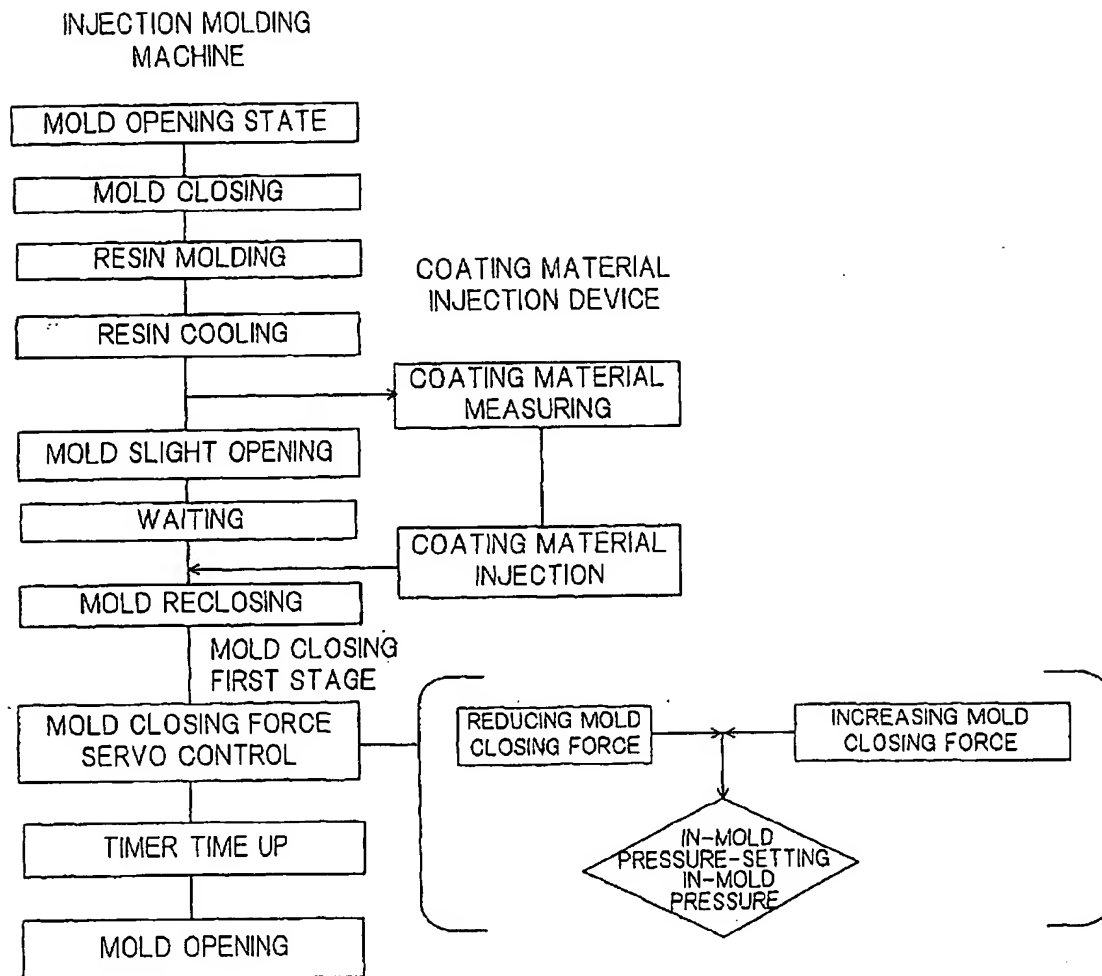 INJECTION MOLDING
MACHINE
MOLD OPENING STATE
MOLD CLOSING
RESIN MOLDING
RESIN COOLING
COATING MATERIAL
INJECTION DEVICE
COATING MATERIAL
MEASURING
MOLD SLIGHT OPENING
WAITING
COATING MATERIAL
INJECTION
MOLD RECLOSING
MOLD CLOSING
FIRST STAGE
MOLD CLOSING FORCE
SERVO CONTROL
REDUCING MOLD
CLOSING FORCE
INCREASING MOLD
CLOSING FORCE
IN-MOLD
PRESSURE-SETTING
IN-MOLD
PRESSURE
TIMER TIME UP
MOLD OPENING